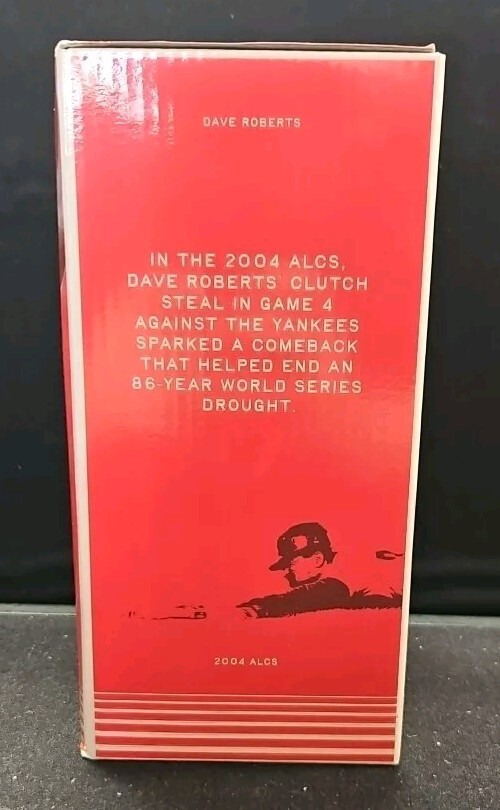 DAVE ROBERTS
IN THE 2004 ALCS,
DAVE ROBERTS' CLUTCH
STEAL IN GAME 4
AGAINST THE YANKEES
SPARKED A COMEBACK
THAT HELPED END AN
86-YEAR WORLD SERIES
DROUGHT.
2004 ALCS